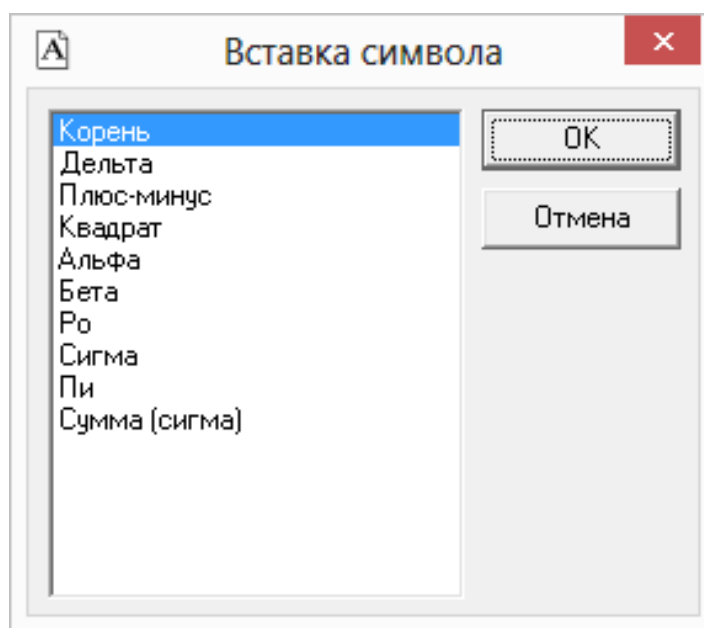 Вставка символа
Корень
Дельта
Плюс-минус
Квадрат
Альфа
Бета
Ро
Сигма
Пи
Сумма (сигма)
OK
Отмена